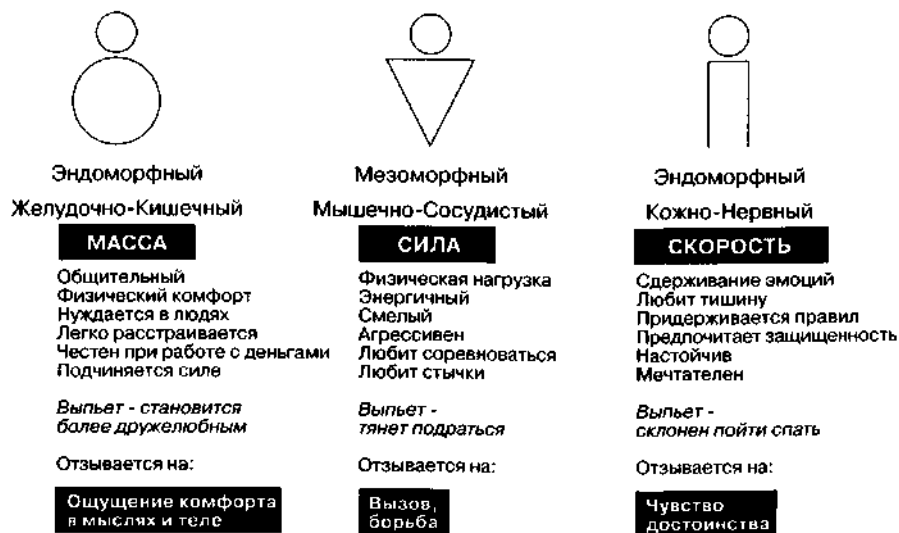 Эндоморфный
Желудочно-Кишечный
МАССА
Общительный
Физический комфорт
Нуждается в людях
Легко расстраивается
Честен при работе с деньгами
Подчиняется силе
Выпьет - становится
более дружелюбным
Отзывается на:
Ощущение комфорта
в мыслях и теле
Мезоморфный
Мышечно-Сосудистый
СИЛА
Физическая нагрузка
Энергичный
Смелый
Агрессивен
Любит соревноваться
Любит стычки
Выпьет -
тянет подраться
Отзывается на:
Вызов,
борьба
Эндоморфный
Кожно-Нервный
СКОРОСТЬ
Сдерживание эмоций
Любит тишину
Придерживается правил
Предпочитает защищенность
Настойчив
Мечтателен
Выпьет -
склонен пойти спать
Отзывается на:
Чувство
достоинства